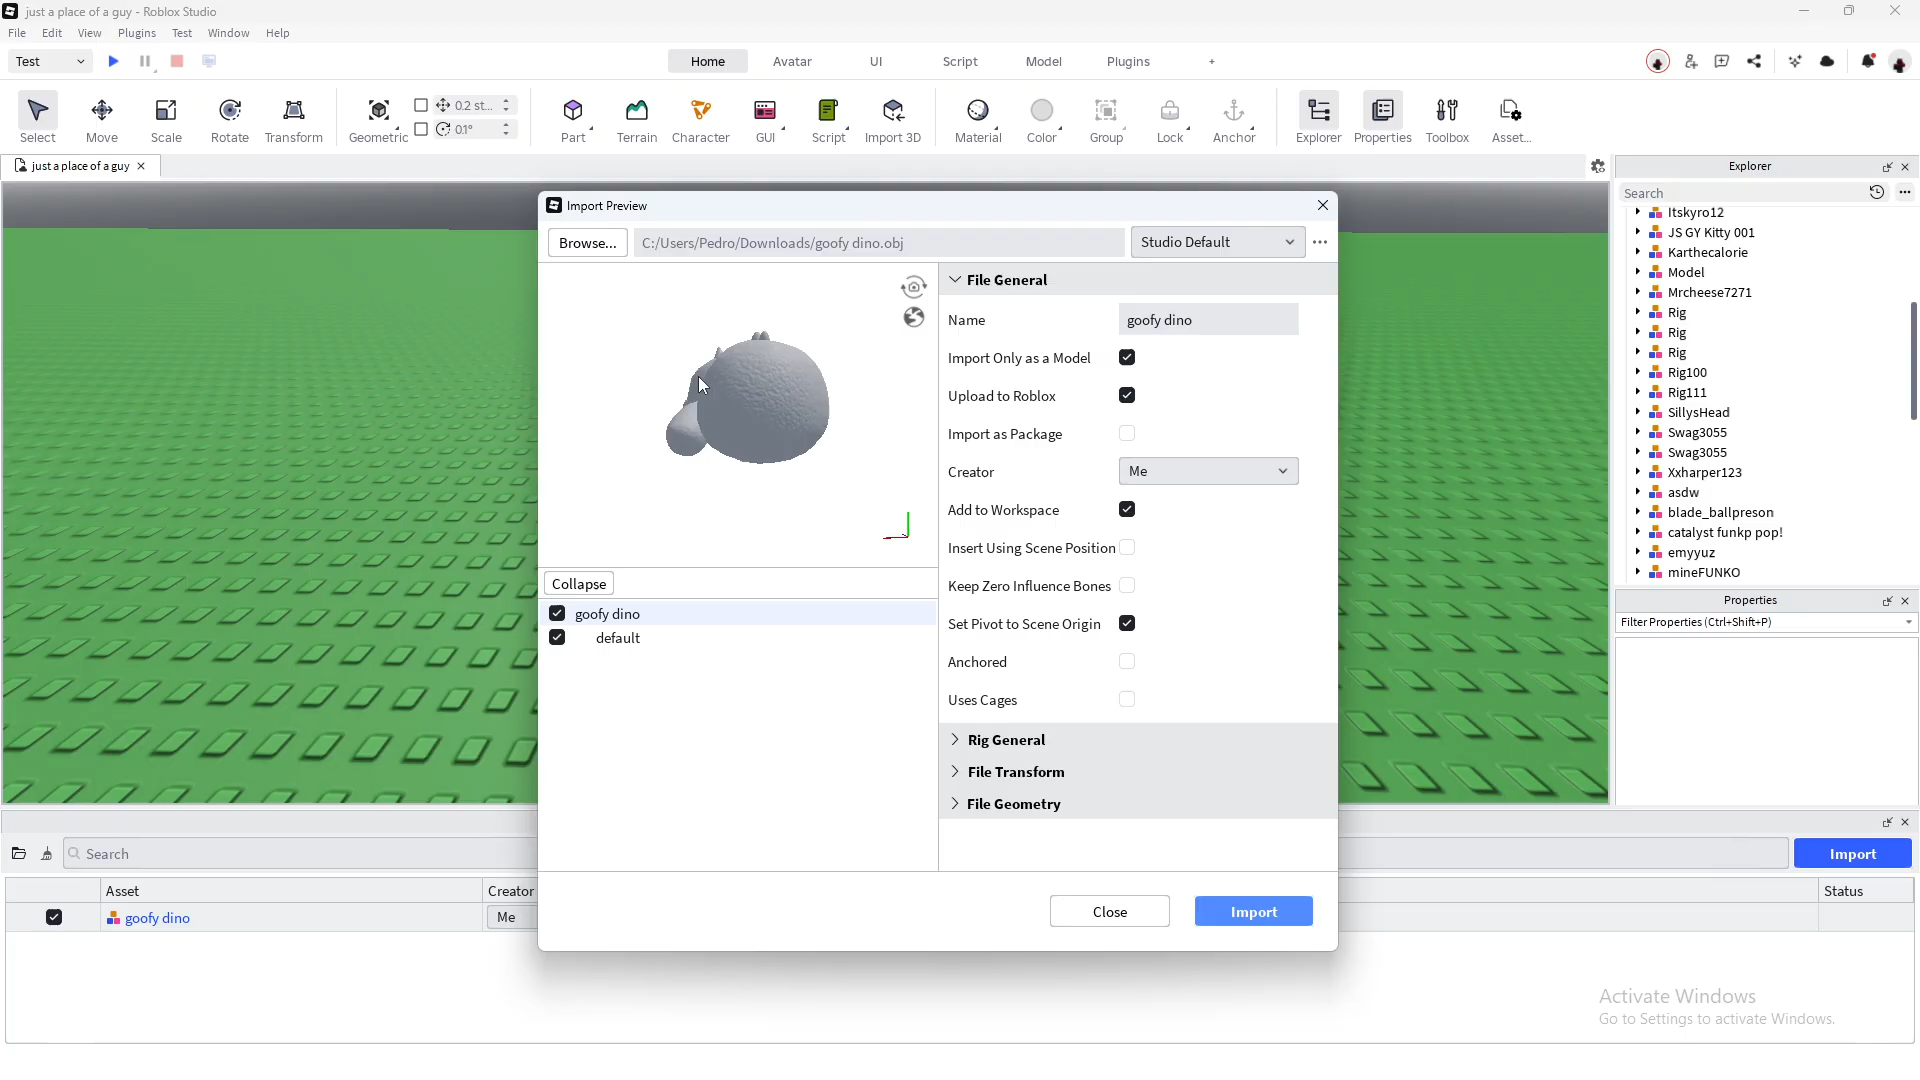 just a place of a guy - Roblox Studio
File Edit View Plugins Test Window Help
Test
Home Avatar UI Script Model Plugins +
0.2 st...
0.1°
Select Move Scale Rotate Transform Geometric Part Terrain Character GUI Script Import 3D Material Color Group Lock Anchor Explorer Properties Toolbox Asset...
just a place of a guy
Explorer
Search
Itskyro12
JS GY Kitty 001
Karthecalorie
Model
Mrcheese7271
Rig
Rig
Rig
Rig100
Rig111
SillysHead
Swag3055
Swag3055
Xxharper123
asdw
blade_ballpreson
catalyst funkp pop!
emyyuz
mineFUNKO
Properties
Filter Properties (Ctrl+Shift+P)
Import Preview
Browse... C:/Users/Pedro/Downloads/goofy dino.obj Studio Default
Collapse
goofy dino
default
File General
Name goofy dino
Import Only as a Model
Upload to Roblox
Import as Package
Creator Me
Add to Workspace
Insert Using Scene Position
Keep Zero Influence Bones
Set Pivot to Scene Origin
Anchored
Uses Cages
Rig General
File Transform
File Geometry
Close Import
Search Import
Asset Creator Status
goofy dino Me
Activate Windows
Go to Settings to activate Windows.